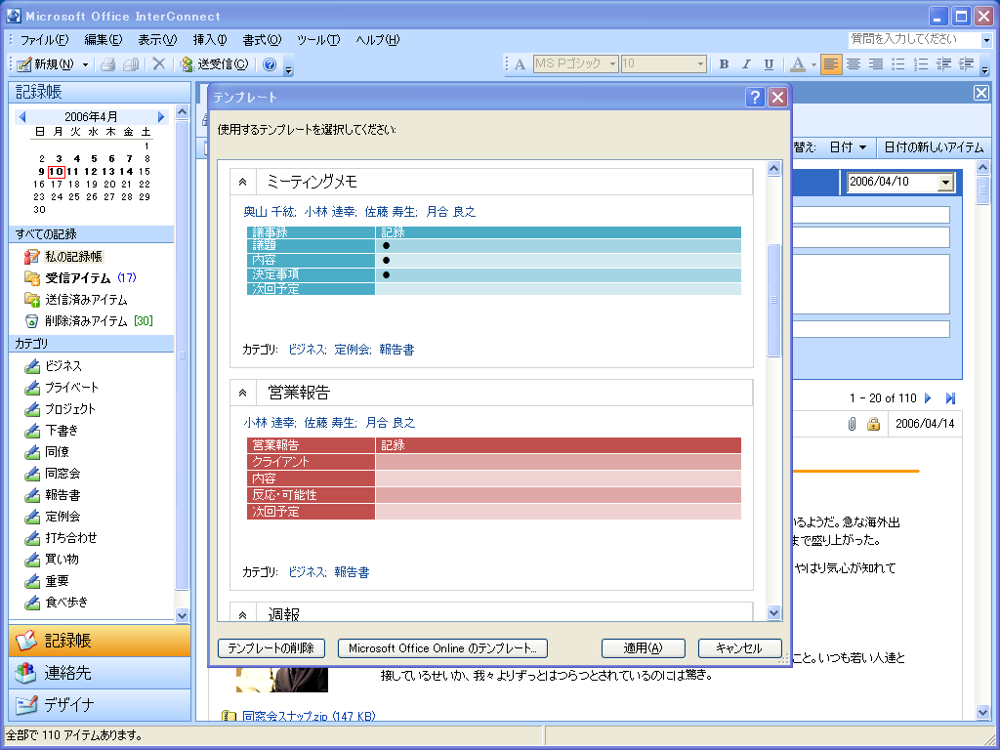 Microsoft Office InterConnect
ファイル(F) 編集(E) 表示(V) 挿入(I) 書式(O) ツール(T) ヘルプ(H)
質問を入力してください
新規(N) 送受信(C) A MS Pゴシック 10 B I U A
記録帳
2006年4月
日 月 火 水 木 金 土
1
2 3 4 5 6 7 8
9 10 11 12 13 14 15
16 17 18 19 20 21 22
23 24 25 26 27 28 29
30
すべての記録
私の記録帳
受信アイテム (17)
送信済みアイテム
削除済みアイテム [30]
カテゴリ
ビジネス
プライベート
プロジェクト
下書き
同僚
同窓会
報告書
定例会
打ち合わせ
買い物
重要
食べ歩き
記録帳
連絡先
デザイナ
全部で 110 アイテムあります。
テンプレート
使用するテンプレートを選択してください:
ミーティングメモ
奥山 千紘; 小林 達幸; 佐藤 寿生; 月合 良之
議事録 記録
議題 ●
内容 ●
決定事項 ●
次回予定
カテゴリ: ビジネス; 定例会; 報告書
営業報告
小林 達幸; 佐藤 寿生; 月合 良之
営業報告 記録
クライアント
内容
反応・可能性
次回予定
カテゴリ: ビジネス; 報告書
週報
テンプレートの削除 Microsoft Office Online のテンプレート... 適用(A) キャンセル
替え: 日付 日付の新しいアイテム
2006/04/10
1 - 20 of 110
2006/04/14
いるようだ。急な海外出
まで盛り上がった。
やはり気心が知れて
こと。いつも若い人達と
接しているせいか、我々よりずっとはつらつとされているのには驚き。
同窓会スナップ.zip (147 KB)